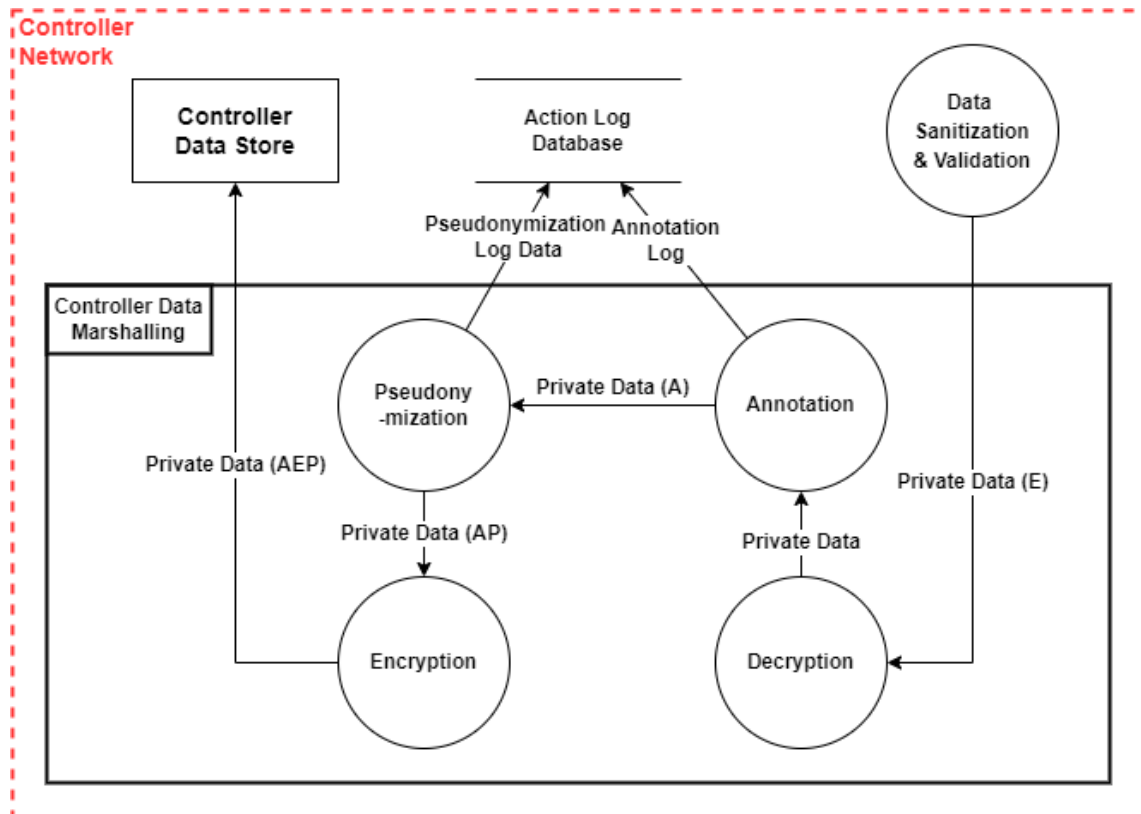 Controller
Network
Controller
Data Store
Action Log
Database
Data
Sanitization
& Validation
Pseudonymization
Log Data
Annotation
Log
Controller Data
Marshalling
Pseudony
-mization
Private Data (A)
Annotation
Private Data (AEP)
Private Data (E)
Private Data (AP)
Private Data
Encryption
Decryption